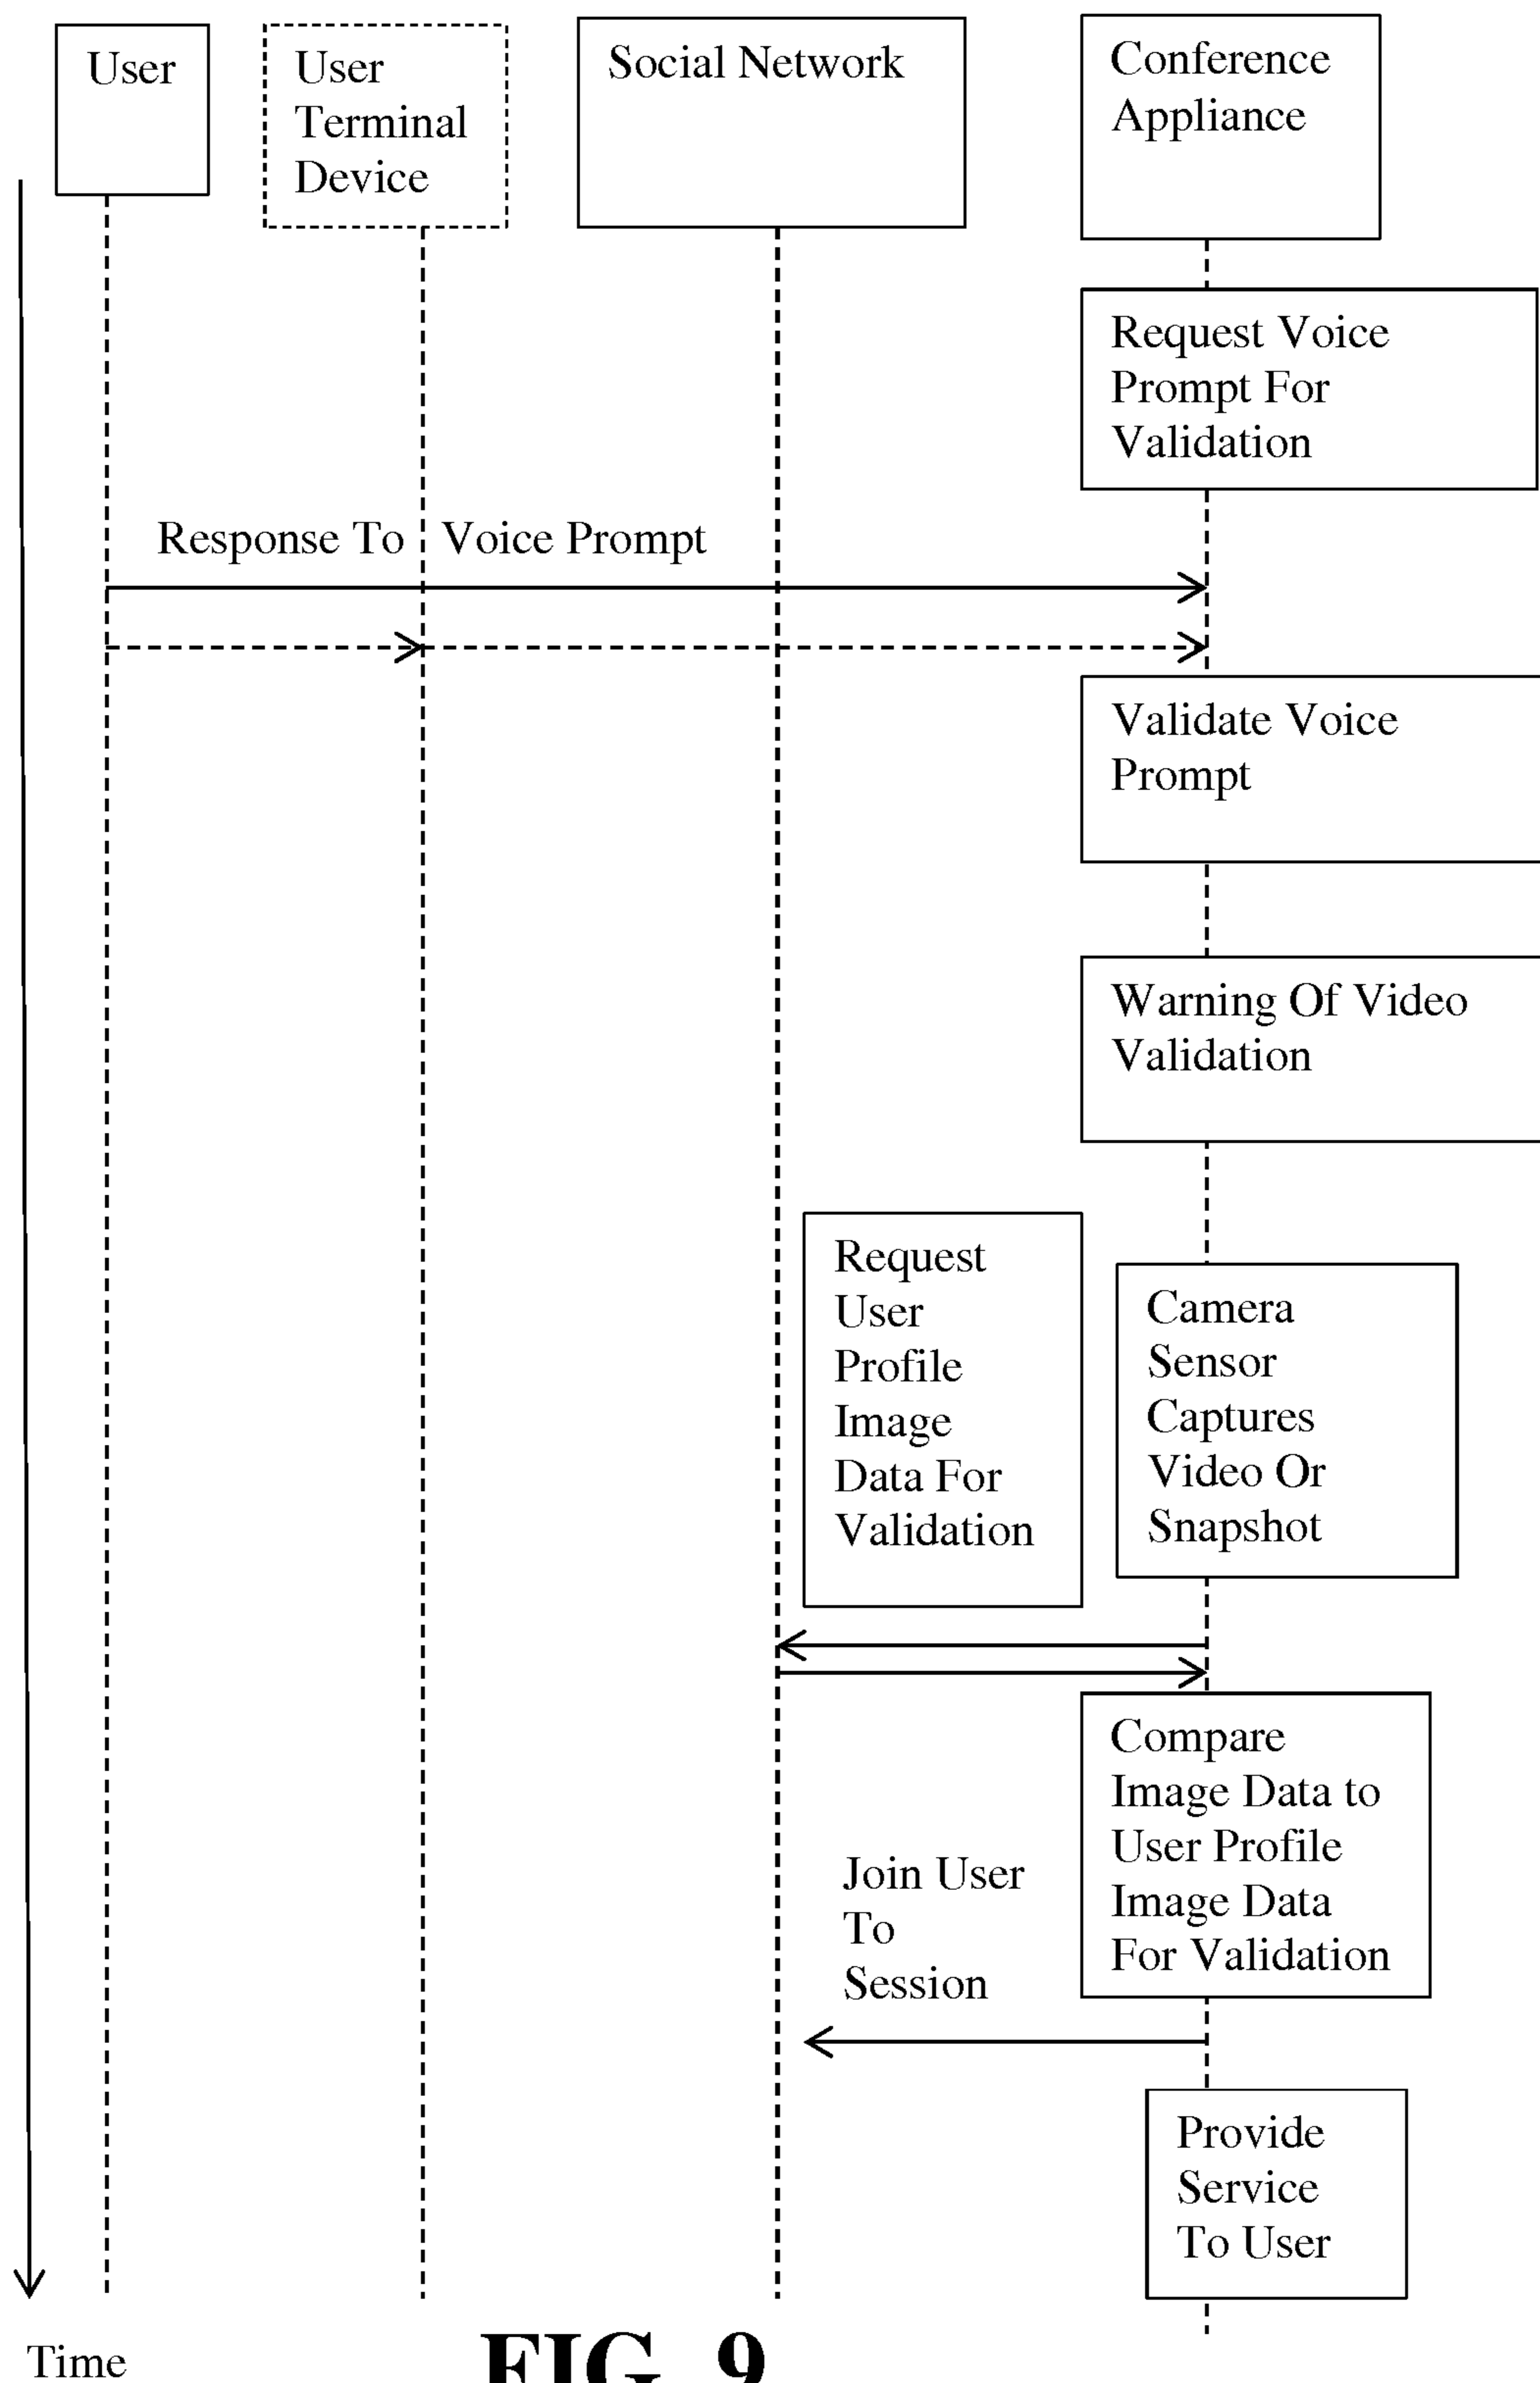 User
User
Terminal
Device
Social Network
Conference
Appliance
Request Voice
Prompt For
Validation
Response To Voice Prompt
Validate Voice
Prompt
Warning Of Video
Validation
Request
User
Profile
Image
Data For
Validation
Camera
Sensor
Captures
Video Or
Snapshot
Compare
Image Data to
User Profile
Image Data
For Validation
Join User
To
Session
Provide
Service
To User
Time
FIG. 9